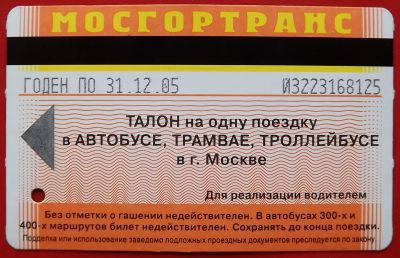 МОСГОРТРАНС
ГОДЕН ПО 31.12.05 ИЗ223168125
ТАЛОН на одну поездку
в АВТОБУСЕ, ТРАМВАЕ, ТРОЛЛЕЙБУСЕ
в г. Москве
Для реализации водителем
Без отметки о гашении недействителен. В автобусах 300-х и
400-х маршрутов билет недействителен. Сохранять до конца поездки.
Подделка или использование заведомо подложных проездных документов преследуется по закону.